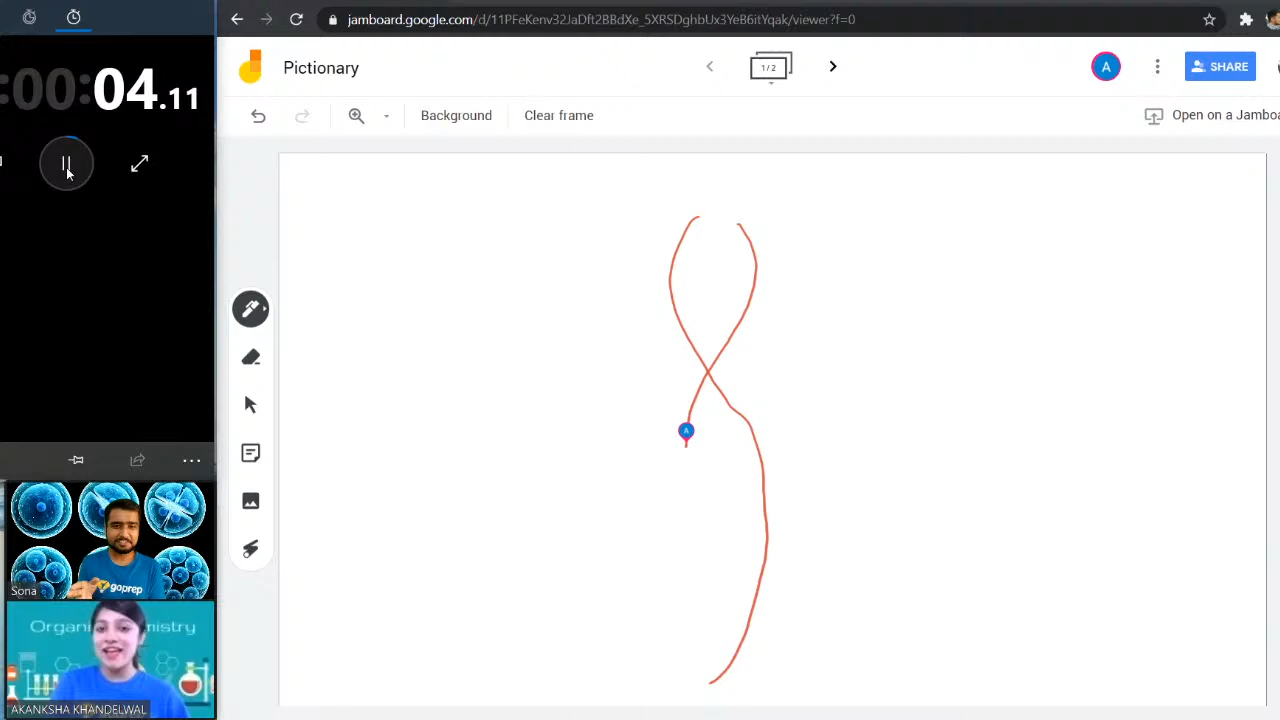 jamboard.google.com/d/11PFeKenv32JaDft2BBdXe_5XRSDghbUx3YeB6itYqak/viewer?f=0
:00:04.11
Pictionary
1/2
A
SHARE
Background
Clear frame
Open on a Jamboa
A
goprep
Sona
Organi mistry
AKANKSHA KHANDELWAL